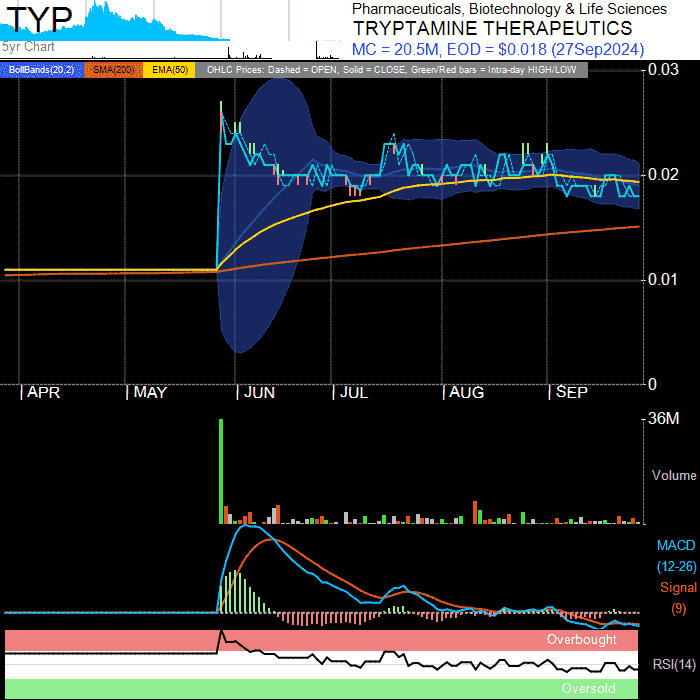 TYP
5yr Chart
Pharmaceuticals, Biotechnology & Life Sciences
TRYPTAMINE THERAPEUTICS
MC = 20.5M, EOD = $0.018 (27Sep2024)
BollBands(20,2) SMA(200) EMA(50) OHLC Prices: Dashed = OPEN, Solid = CLOSE, Green/Red bars = Intra-day HIGH/LOW
0.03
0.02
0.01
0
| APR | MAY | JUN | JUL | AUG | SEP
36M
Volume
MACD
(12-26)
Signal
(9)
Overbought
RSI(14)
Oversold